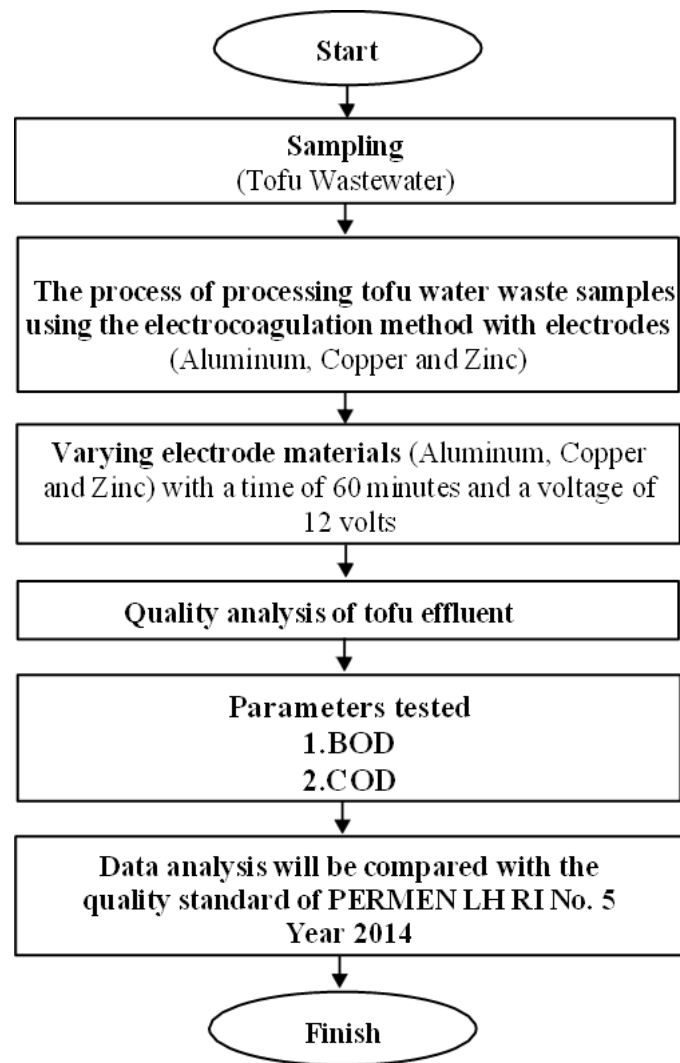 Start
Sampling
(Tofu Wastewater)
The process of processing tofu water waste samples
using the electrocoagulation method with electrodes
(Aluminum, Copper and Zinc)
Varying electrode materials (Aluminum, Copper
and Zinc) with a time of 60 minutes and a voltage of
12 volts
Quality analysis of tofu effluent
Parameters tested
1.BOD
2.COD
Data analysis will be compared with the
quality standard of PERMEN LH RI No. 5
Year 2014
Finish